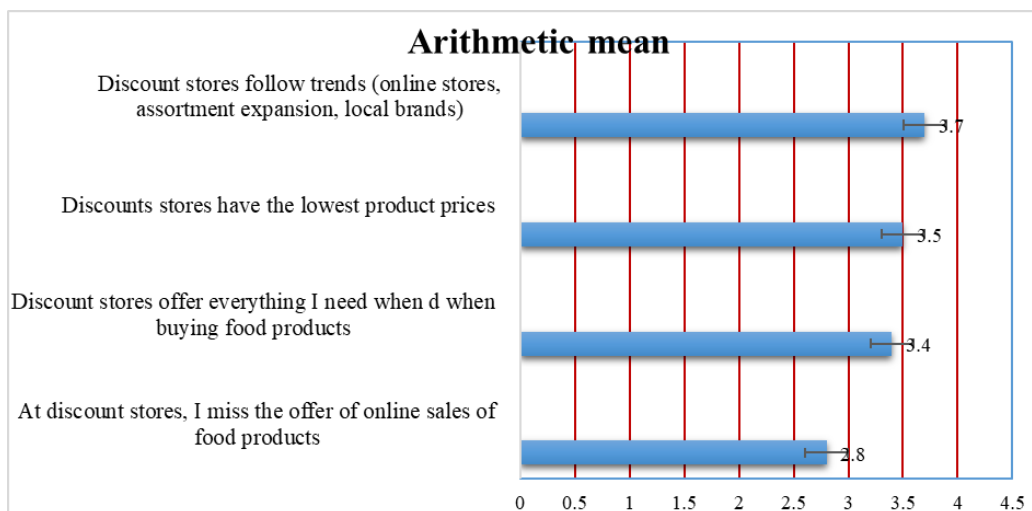 Arithmetic mean
Discount stores follow trends (online stores,
assortment expansion, local brands)
3.7
Discounts stores have the lowest product prices
3.5
Discount stores offer everything I need when d when
buying food products
3.4
At discount stores, I miss the offer of online sales of
food products
2.8
0 0.5 1 1.5 2 2.5 3 3.5 4 4.5